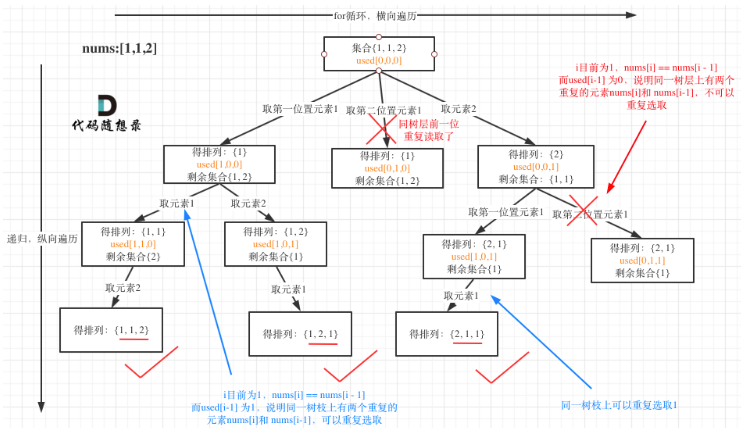 for循环，横向遍历
nums:[1,1,2]
集合{1, 1, 2}
used[0,0,0]
i目前为1，nums[i] == nums[i - 1]
而used[i-1] 为0，说明同一树层上有两个
重复的元素nums[i]和 nums[i-1]，不可以
重复选取
代码随想录
取第一位置元素1
取第二位置元素1
取元素2
同树层前一位
重复读取了
得排列：{1}
used[1,0,0]
剩余集合{1, 2}
得排列：{1}
used[0,1,0]
剩余集合{1, 2}
得排列：{2}
used[0,0,1]
剩余集合：{1, 1}
取元素1
取元素2
取第一位置元素1
取第二位置元素1
递归，纵向遍历
得排列：{1, 1}
used[1,1,0]
剩余集合{2}
得排列：{1, 2}
used[1,0,1]
剩余集合{1}
得排列：{2, 1}
used[1,0,1]
剩余集合{1}
得排列：{2, 1}
used[0,1,1]
剩余集合{1}
取元素2
取元素1
取元素1
得排列：{1, 1, 2}
得排列：{1, 2, 1}
得排列：{2, 1, 1}
i目前为1，nums[i] == nums[i - 1]
而used[i-1] 为1，说明同一树枝上有两个重复的
元素nums[i]和 nums[i-1]，可以重复选取
同一树枝上可以重复选取1